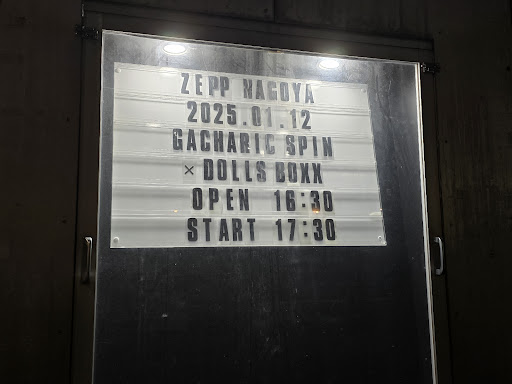 ZEPP NAGOYA
2025.01.12
GACHARIC SPIN
× DOLLS BOXX
OPEN 16:30
START 17:30